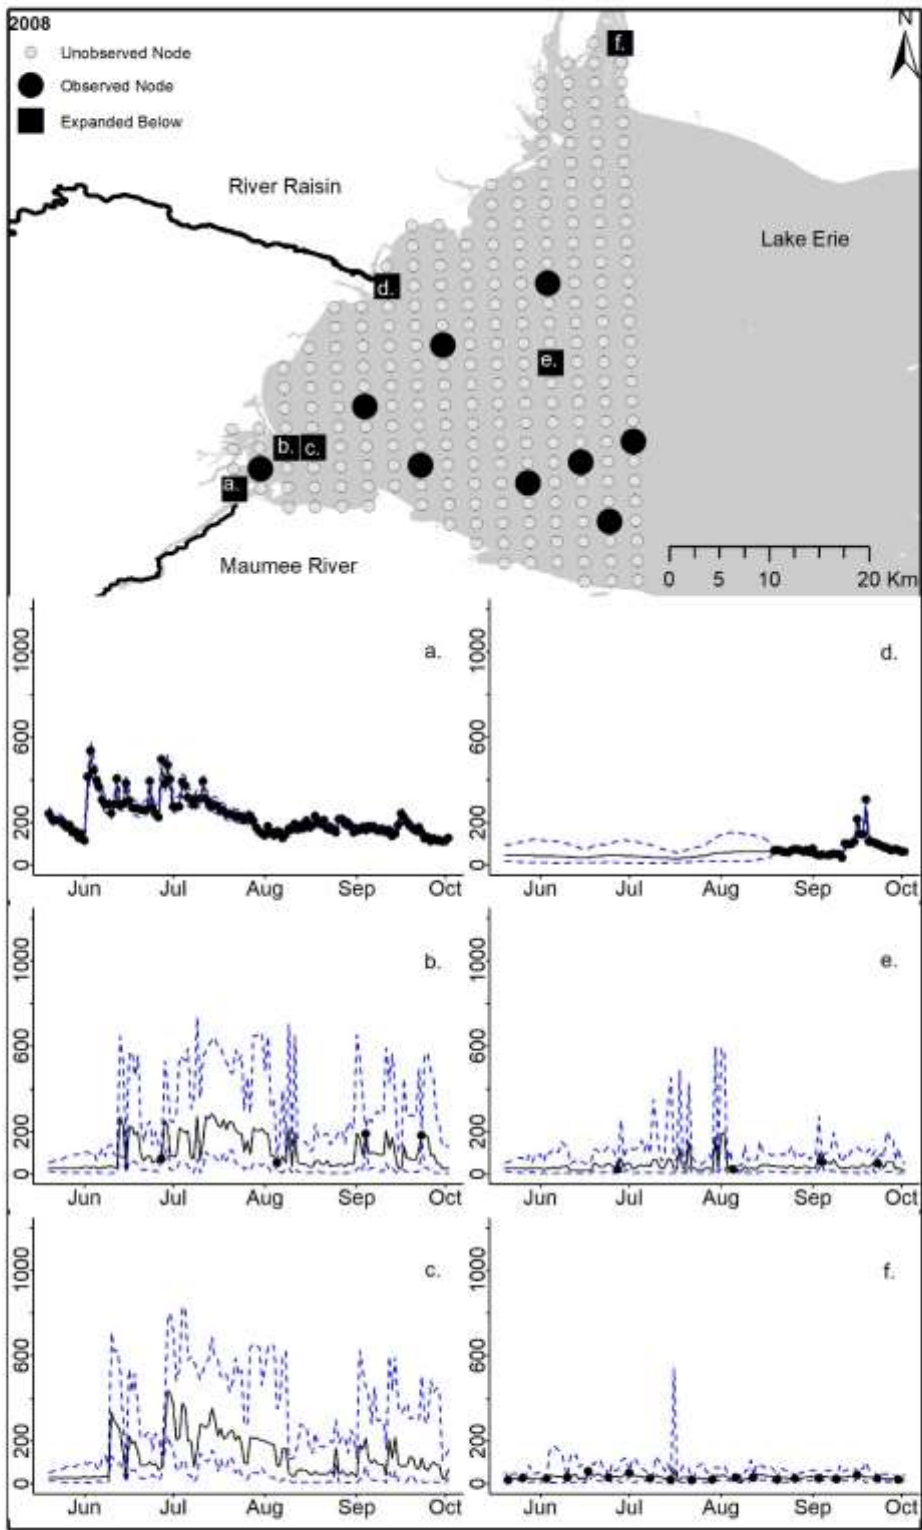 2008
N
Unobserved Node
Observed Node
Expanded Below
f.
River Raisin
Lake Erie
d.
e.
b. c.
a.
Maumee River
0 5 10 20 Km
a.
1000
600
200
0
Jun Jul Aug Sep Oct
d.
1000
600
200
0
Jun Jul Aug Sep Oct
b.
1000
600
200
0
Jun Jul Aug Sep Oct
e.
1000
600
200
0
Jun Jul Aug Sep Oct
c.
1000
600
200
0
Jun Jul Aug Sep Oct
f.
1000
600
200
0
Jun Jul Aug Sep Oct